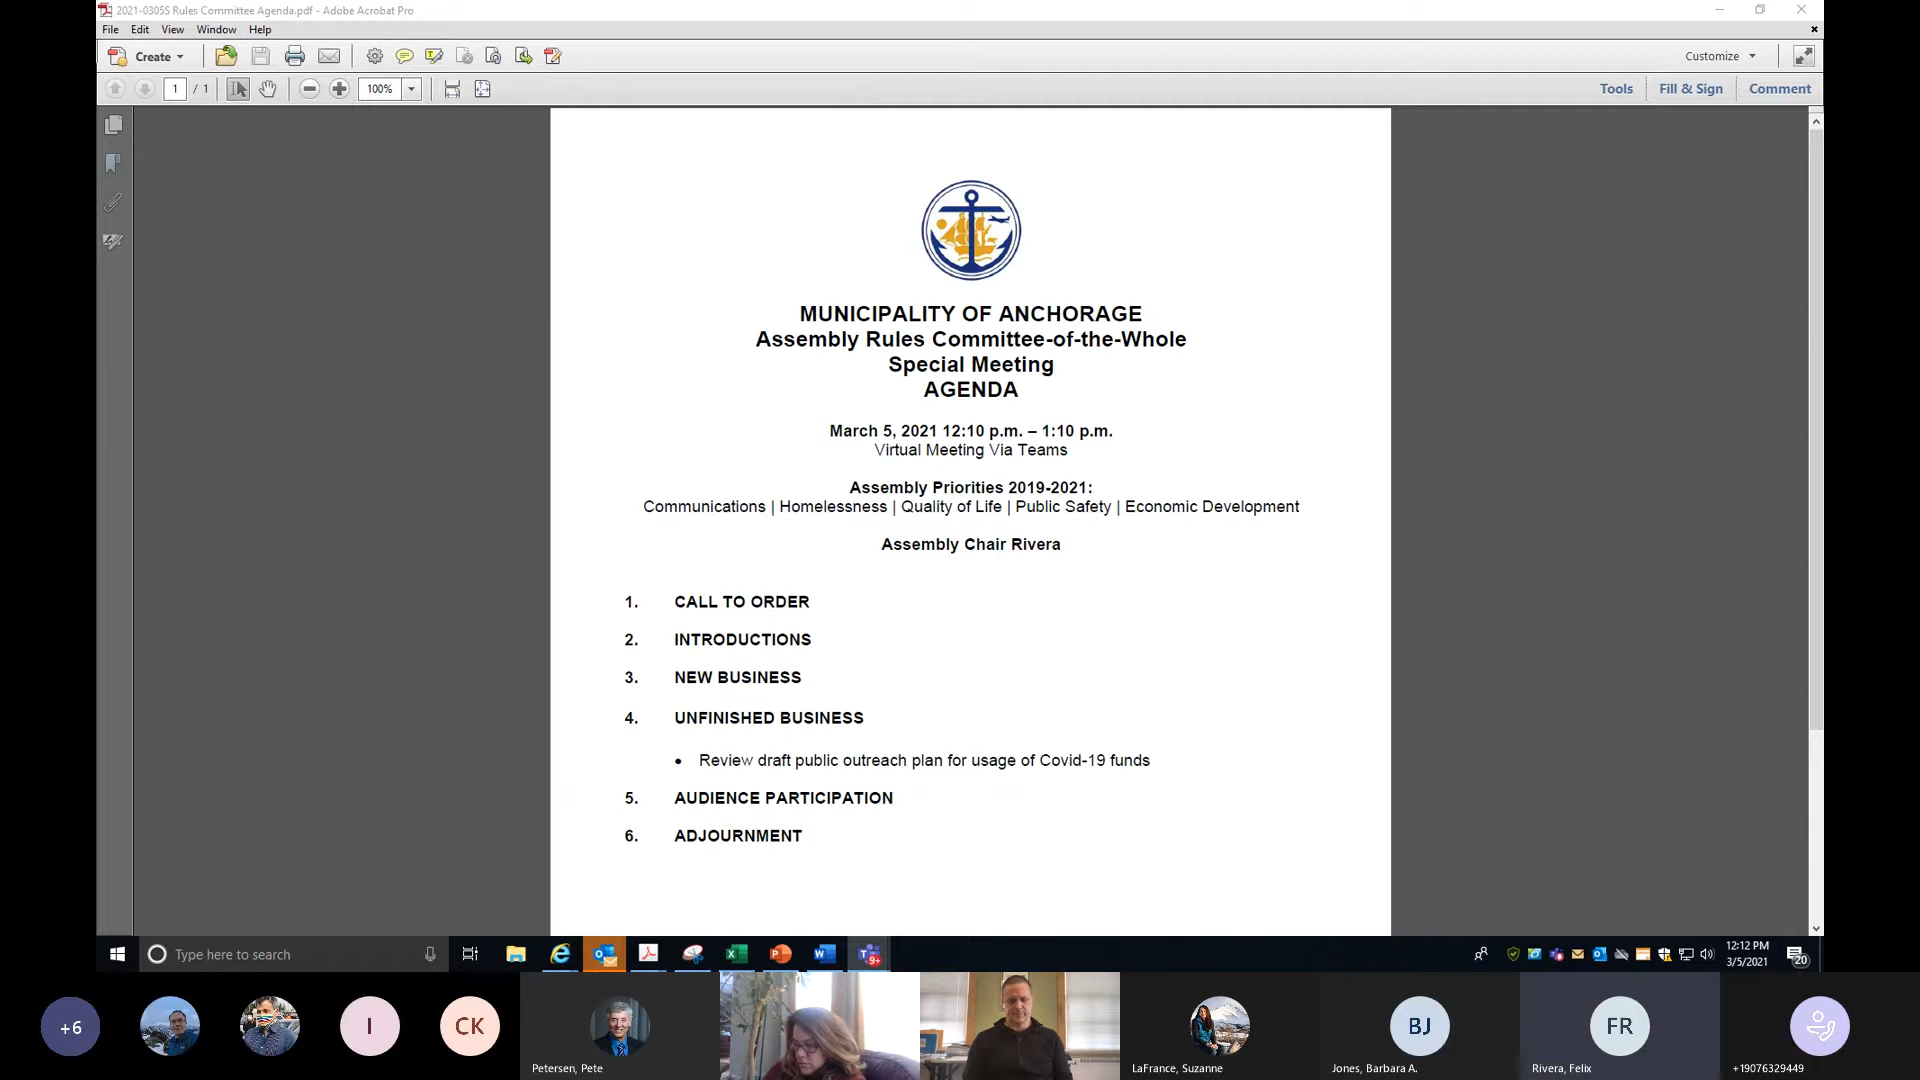 2021-0305S Rules Committee Agenda.pdf - Adobe Acrobat Pro
File Edit View Window Help
Create
Customize
1 / 1
100%
Tools Fill & Sign Comment
MUNICIPALITY OF ANCHORAGE
Assembly Rules Committee-of-the-Whole
Special Meeting
AGENDA
March 5, 2021 12:10 p.m. – 1:10 p.m.
Virtual Meeting Via Teams
Assembly Priorities 2019-2021:
Communications | Homelessness | Quality of Life | Public Safety | Economic Development
Assembly Chair Rivera
1. CALL TO ORDER
2. INTRODUCTIONS
3. NEW BUSINESS
4. UNFINISHED BUSINESS
• Review draft public outreach plan for usage of Covid-19 funds
5. AUDIENCE PARTICIPATION
6. ADJOURNMENT
Type here to search
9+
12:12 PM
3/5/2021
20
+6
I
CK
BJ
FR
Petersen, Pete
LaFrance, Suzanne
Jones, Barbara A.
Rivera, Felix
+19076329449